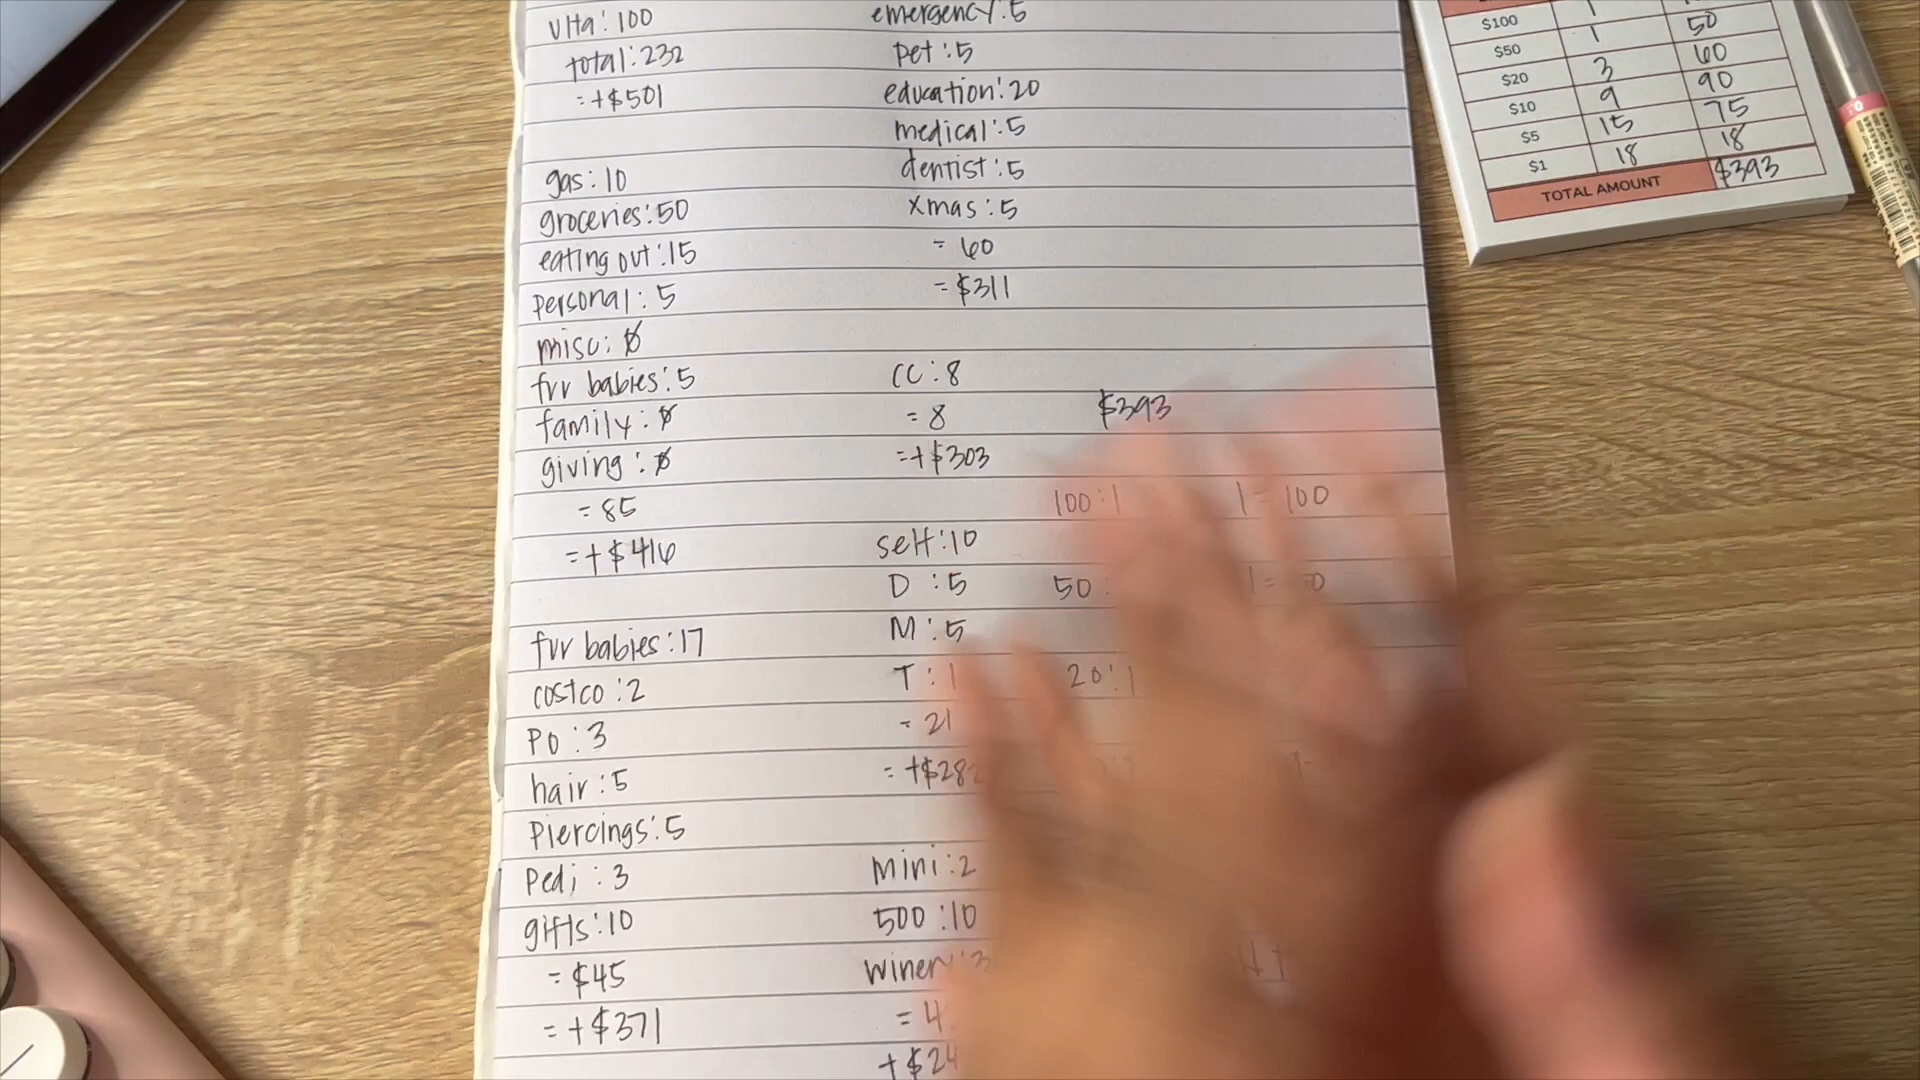 ulta: 100
total: 232
= +$501
gas: 10
groceries: 50
eating out: 15
personal: 5
misc: 0
fur babies: 5
family: 0
giving: 0
= 85
= +$416
fur babies: 17
costco: 2
PO: 3
hair: 5
Piercings: 5
Pedi: 3
gifts: 10
= $45
= +$371
emergency: 5
pet: 5
education: 20
medical: 5
dentist: 5
xmas: 5
= 60
= $311
CC: 8
= 8
= +$303
self: 10
D: 5
M: 5
T: 1
= 21
= +$282
Mini: 2
500: 10
winery: 3
$393
100: 1
1 = 100
50:
20: 1
$100 1
$50 1 50
$20 3 60
$10 9 90
$5 15 75
$1 18 18
TOTAL AMOUNT $393